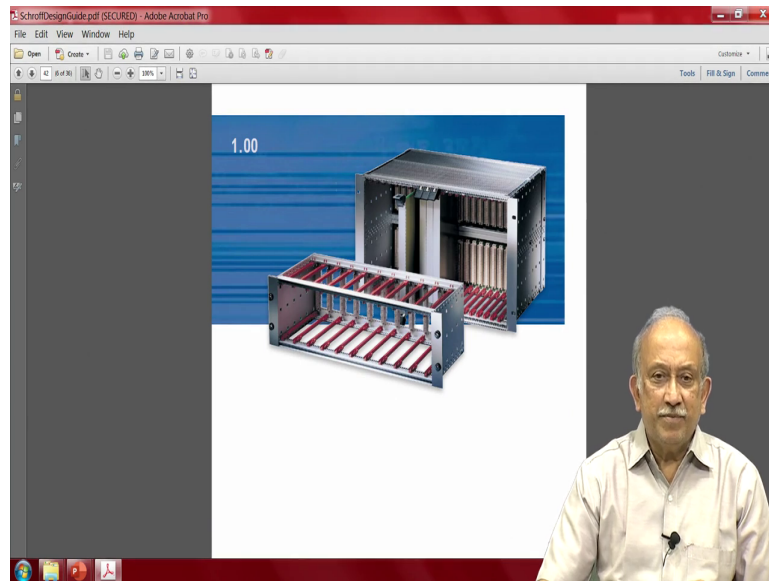 SchroffDesignGuide.pdf (SECURED) - Adobe Acrobat Pro
File Edit View Window Help
Open Create Customize
42 (6 of 36) 100% Tools Fill & Sign Comme
1.00